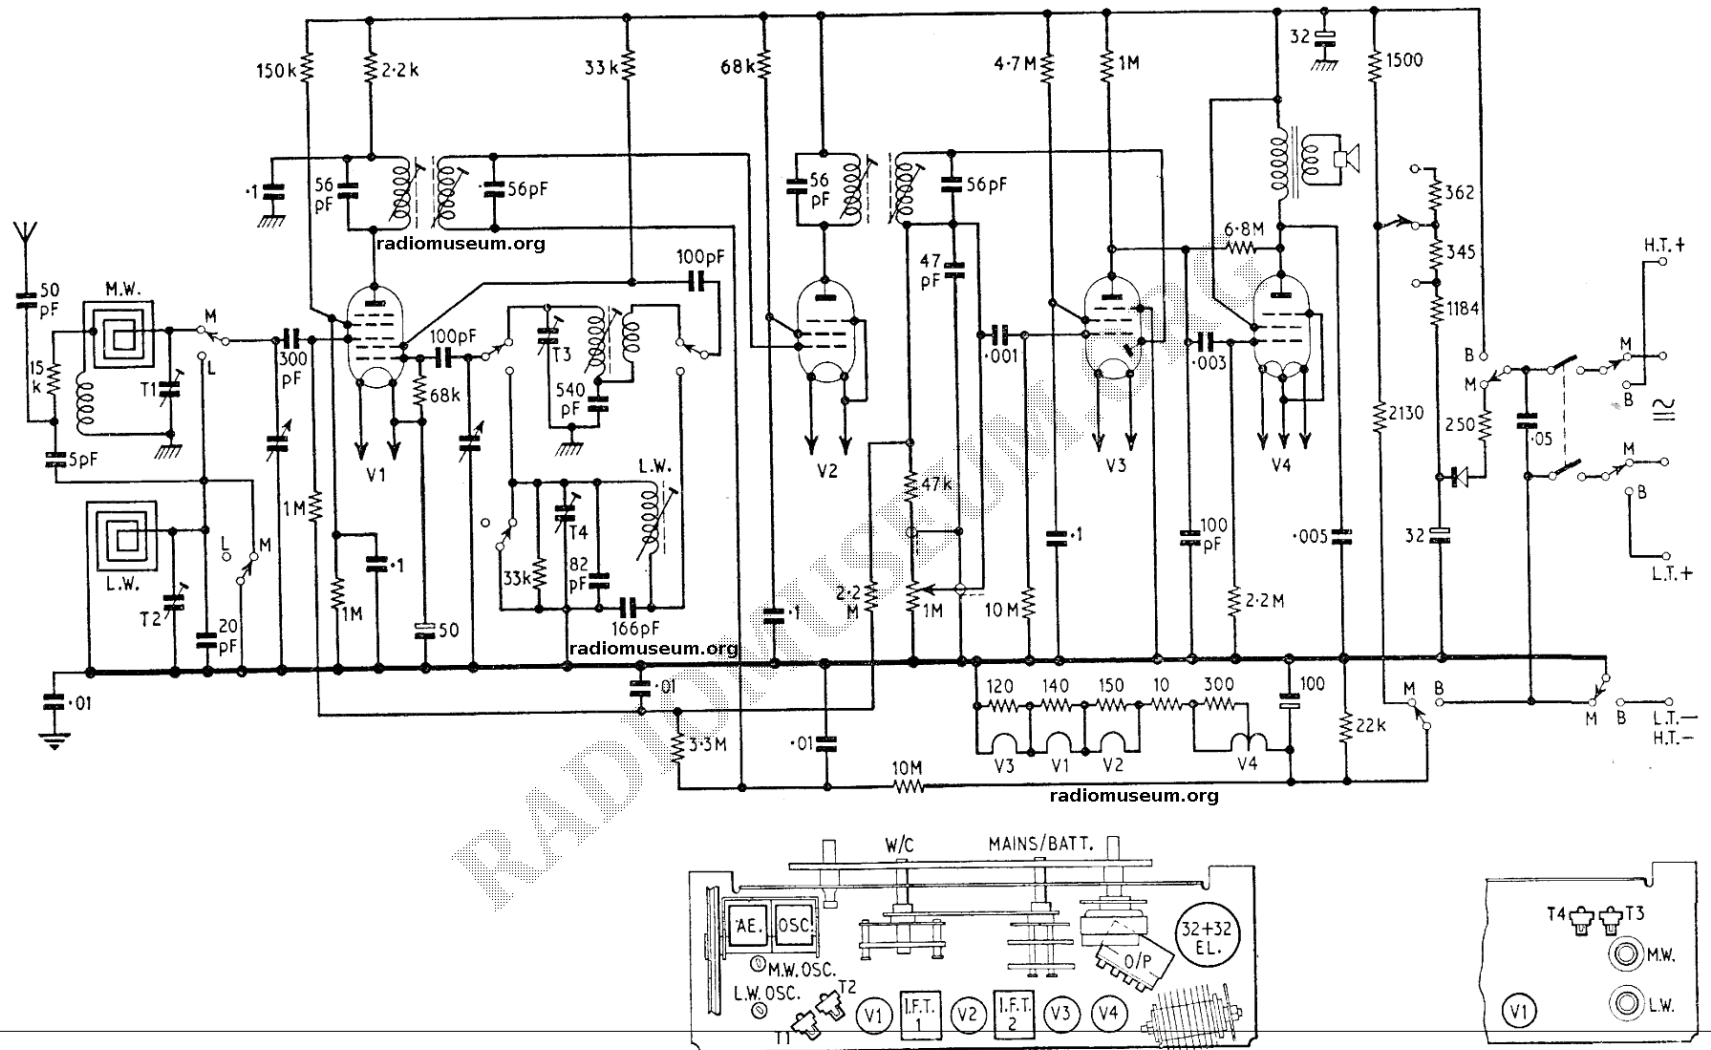 150k
2·2k
33k
68k
4·7M
1M
32
1500
·1
56
pF
56pF
56
pF
56pF
362
345
1184
H.T.+
radiomuseum.org
100pF
47
pF
6·8M
50
pF
M.W.
M
L
15
k
T1
300
pF
100pF
68k
T3
540
pF
·001
·003
2130
250
B
M
M
B
≂
·05
5pF
V1
V2
V3
V4
M
B
1M
L.W.
L
M
T2
20
pF
1M
·1
50
33k
T4
82
pF
L.W.
166pF
47k
2·2
M
1M
10M
·1
·1
100
pF
2·2M
·005
32
L.T.+
radiomuseum.org
RADIOMUSEUM.ORG
·01
·01
·01
3·3M
10M
120
140
150
10
300
100
V3
V1
V2
V4
22k
M
B
M
B
L.T.—
H.T.—
radiomuseum.org
W/C
MAINS/BATT.
AE.
OSC.
M.W. OSC.
L.W. OSC.
T2
T1
V1
I.F.T.
1
V2
I.F.T.
2
V3
V4
O/P
32+32
EL.
T4
T3
M.W.
L.W.
V1